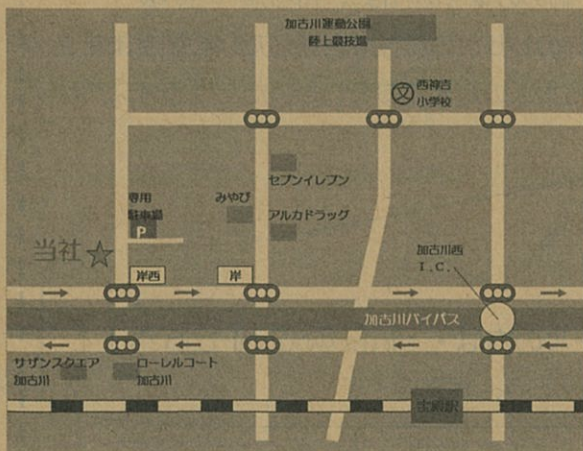 加古川運動公園
陸上競技場
西神吉
小学校
セブンイレブン
専用
駐車場
P
みやび
アルカドラッグ
当社
加古川西
I.C.
岸西
岸
加古川バイパス
サザンスクエア
加古川
ローレルコート
加古川
宝殿駅